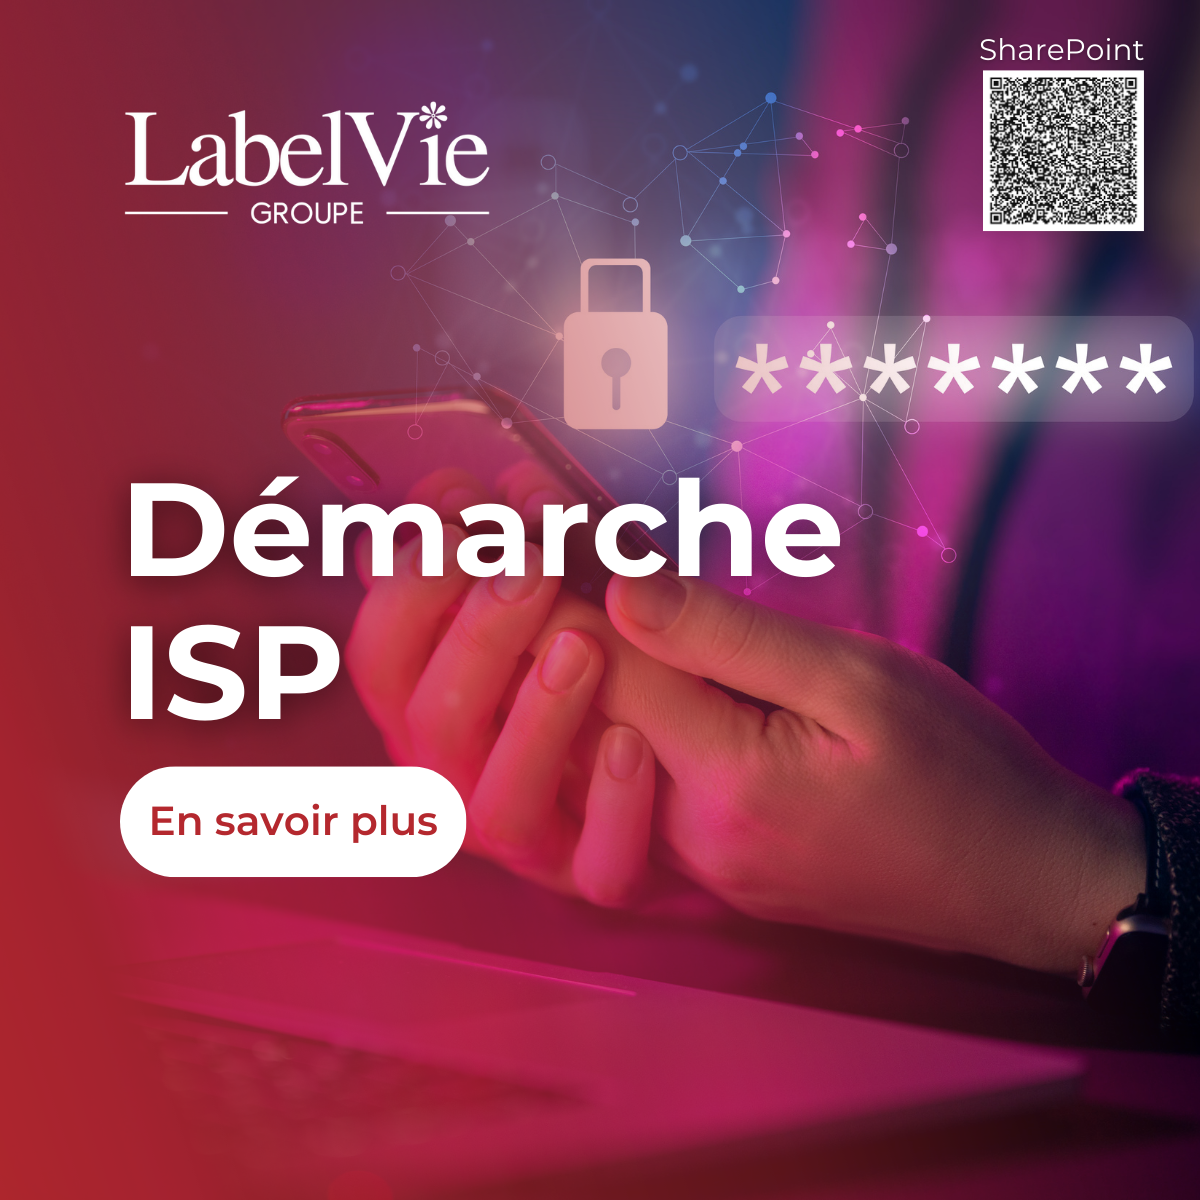 SharePoint
LabelVie
GROUPE
*******
Démarche
ISP
En savoir plus